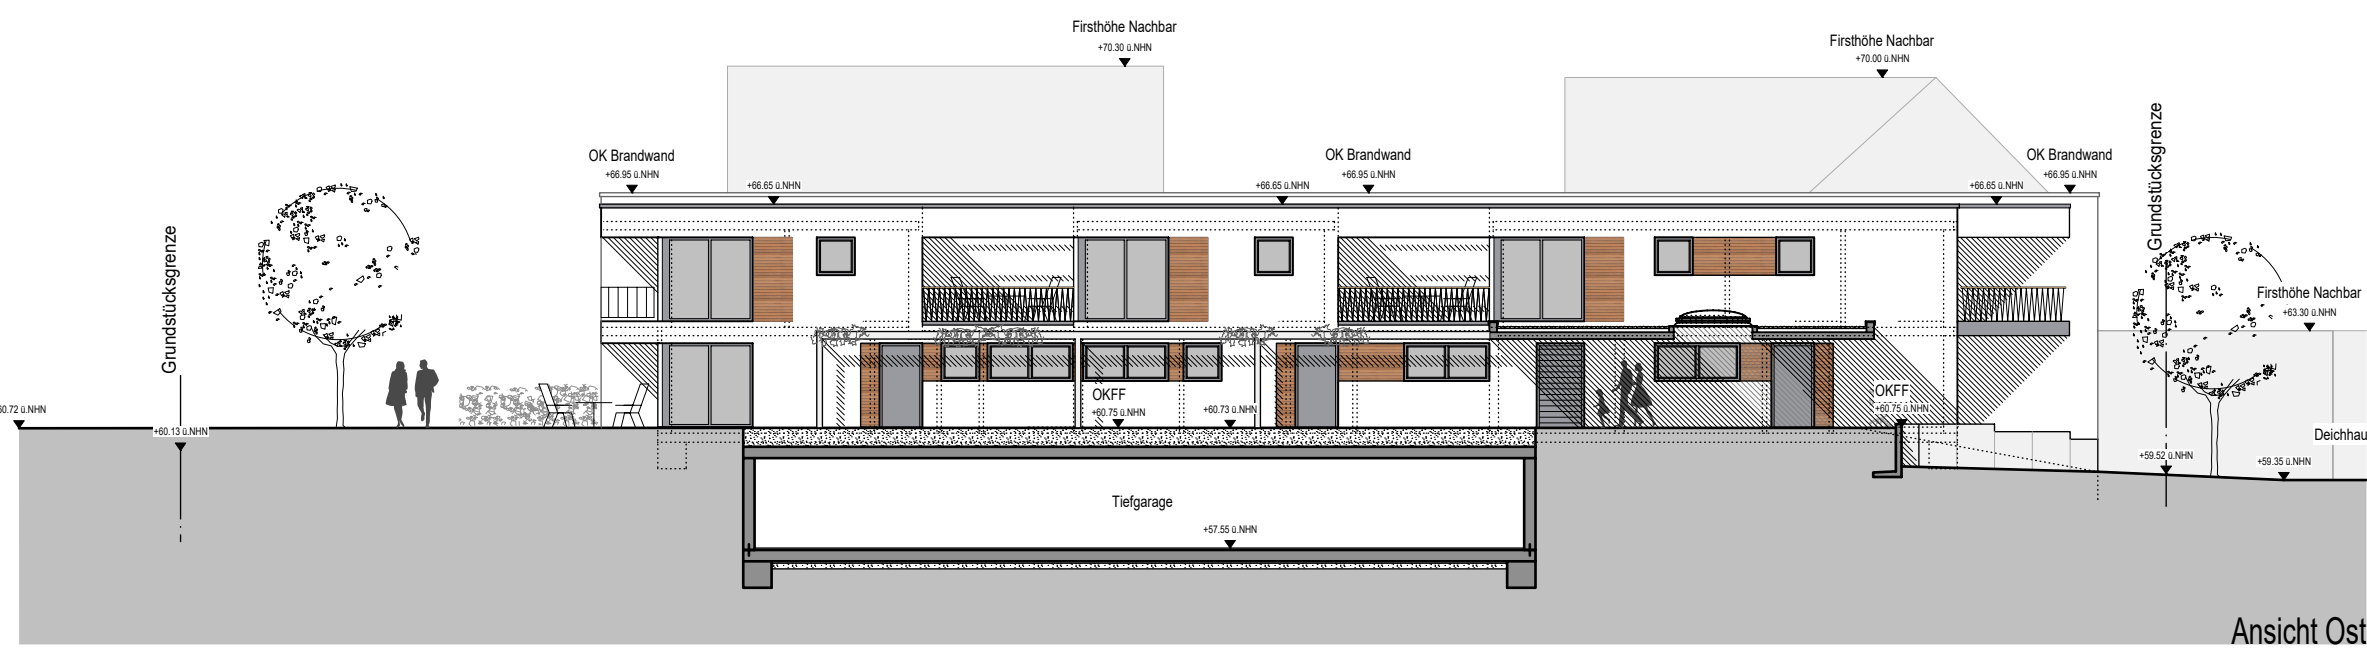 Firsthöhe Nachbar
+70.30 ü.NHN
Firsthöhe Nachbar
+70.00 ü.NHN
OK Brandwand
+66.95 ü.NHN
OK Brandwand
+66.95 ü.NHN
OK Brandwand
+66.95 ü.NHN
+66.65 ü.NHN
+66.65 ü.NHN
+66.65 ü.NHN
Grundstücksgrenze
Grundstücksgrenze
Firsthöhe Nachbar
+63.30 ü.NHN
OKFF
+60.75 ü.NHN
+60.73 ü.NHN
OKFF
+60.75 ü.NHN
60.72 ü.NHN
+60.13 ü.NHN
Deichhau
+59.52 ü.NHN
+59.35 ü.NHN
Tiefgarage
+57.55 ü.NHN
Ansicht Ost